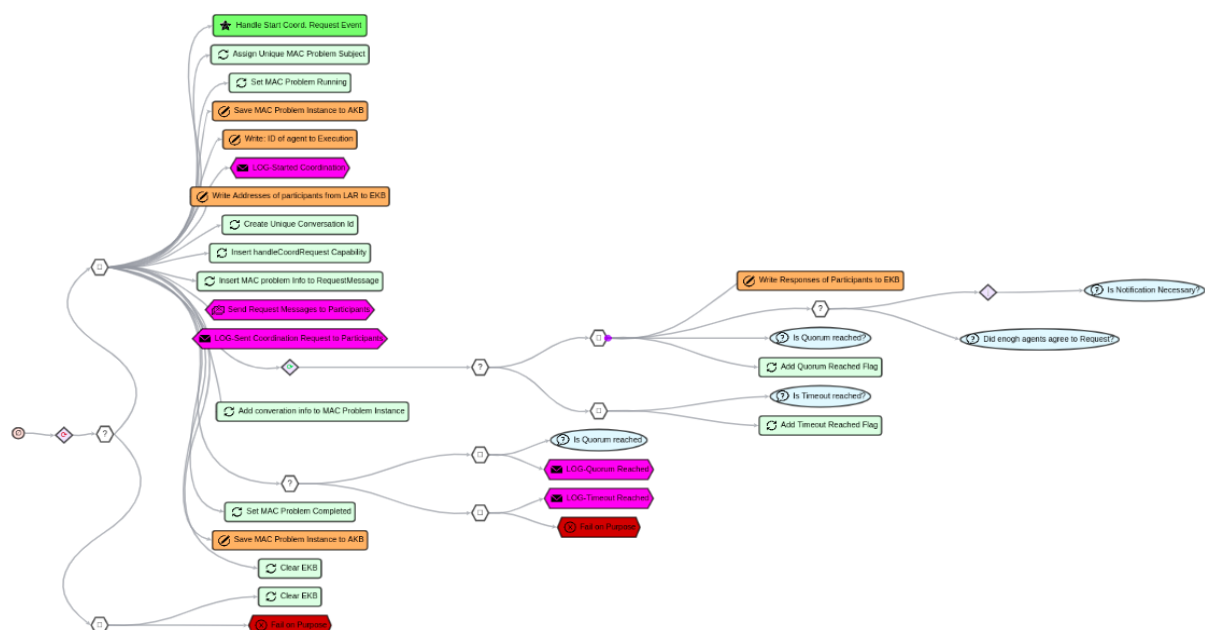 Handle Start Coord. Request Event
Assign Unique MAC Problem Subject
Set MAC Problem Running
Save MAC Problem Instance to AKB
Write: ID of agent to Execution
LOG-Started Coordination
Write Addresses of participants from LAR to EKB
Create Unique Conversation Id
Insert handleCoordRequest Capability
Insert MAC problem Info to RequestMessage
Send Request Messages to Participants
LOG-Sent Coordination Request to Participants
Write Responses of Participants to EKB
? Is Notification Necessary?
?
? Is Quorum reached?
? Did enogh agents agree to Request?
?
Add Quorum Reached Flag
? Is Timeout reached?
Add converation info to MAC Problem Instance
Add Timeout Reached Flag
?
? Is Quorum reached
LOG-Quorum Reached
?
LOG-Timeout Reached
Set MAC Problem Completed
Fail on Purpose
Save MAC Problem Instance to AKB
Clear EKB
Clear EKB
Fail on Purpose